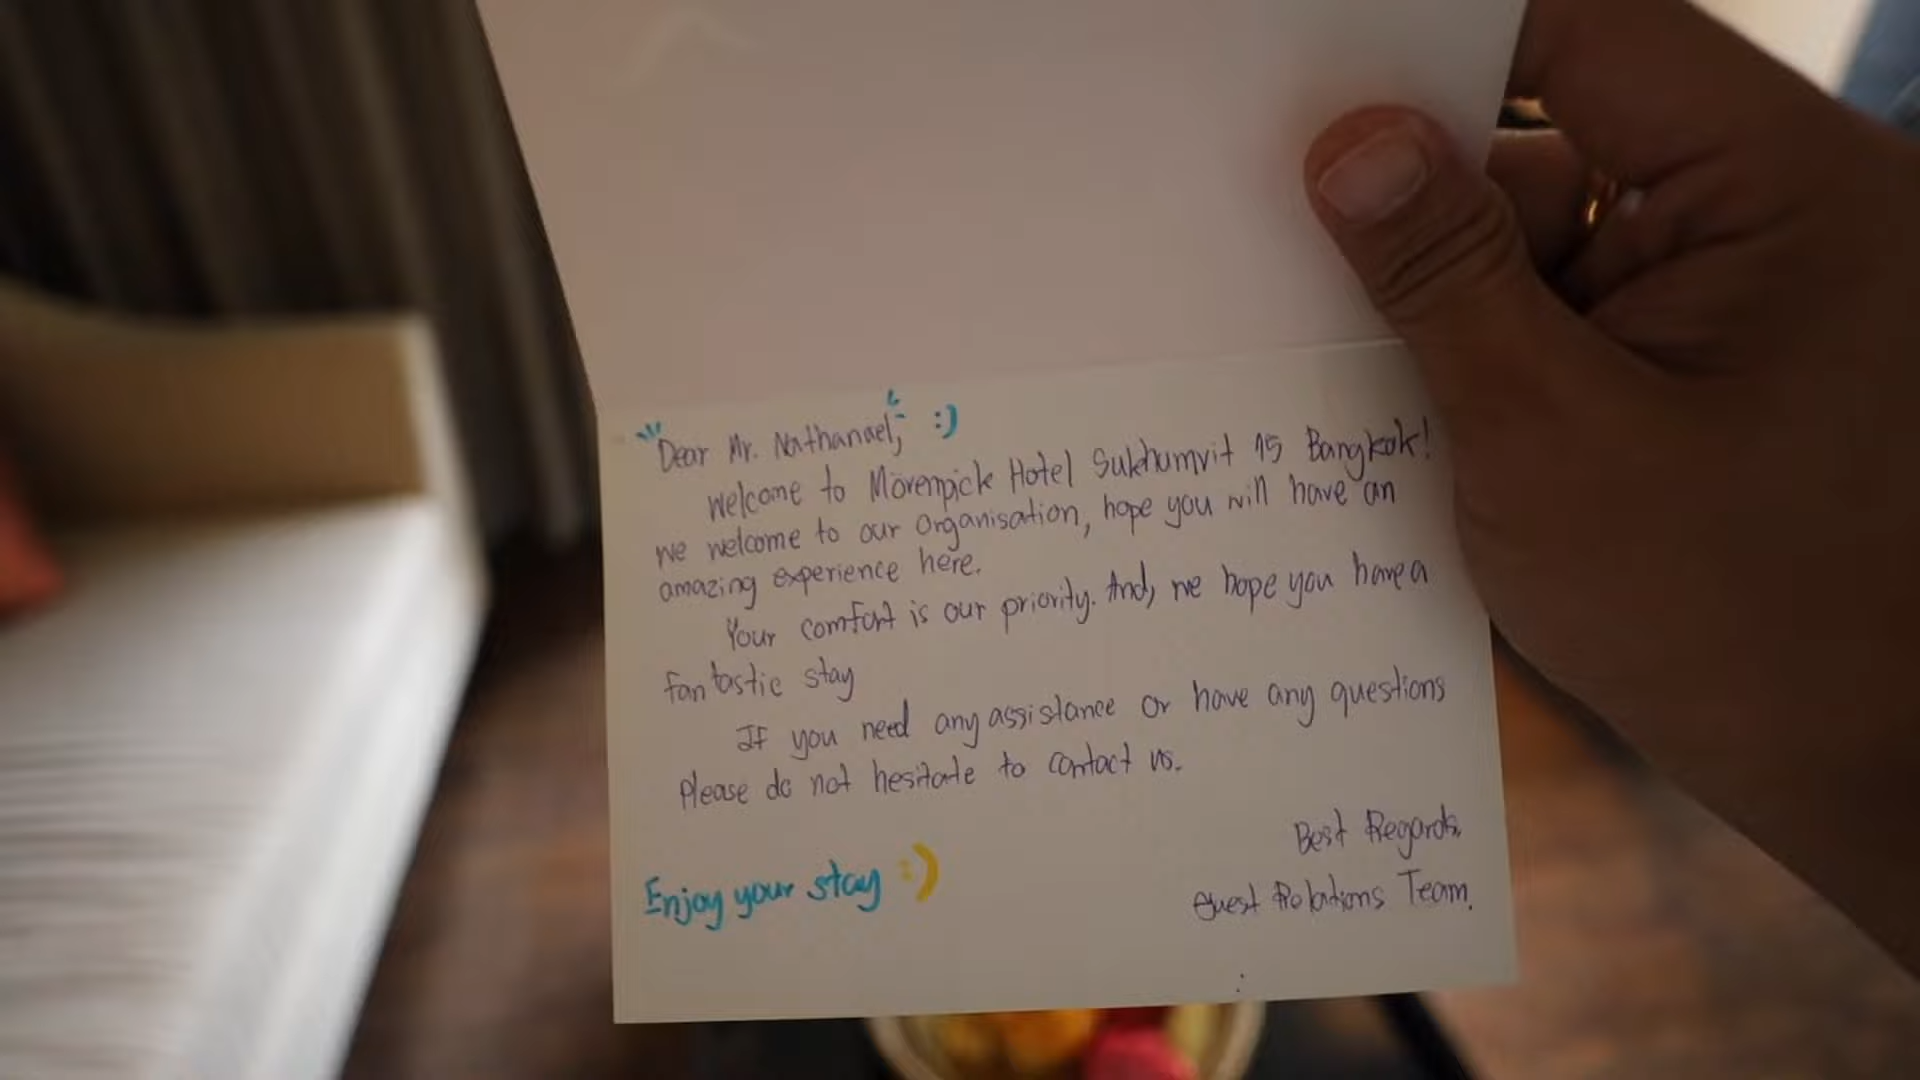 Dear Mr. Nathanael, :)
Welcome to Mövenpick Hotel Sukhumvit 15 Bangkok!
we welcome to our organisation, hope you will have an
amazing experience here.
Your comfort is our priority. And, we hope you have a
fantastic stay
If you need any assistance or have any questions
please do not hesitate to contact us.
Best Regards,
Guest Relations Team.
Enjoy your stay :)